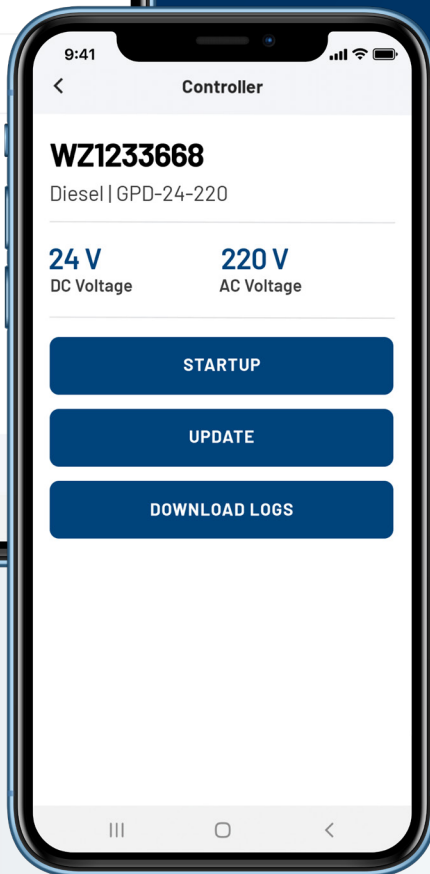 9:41
Controller
WZ1233668
Diesel | GPD-24-220
24 V 220 V
DC Voltage AC Voltage
STARTUP
UPDATE
DOWNLOAD LOGS